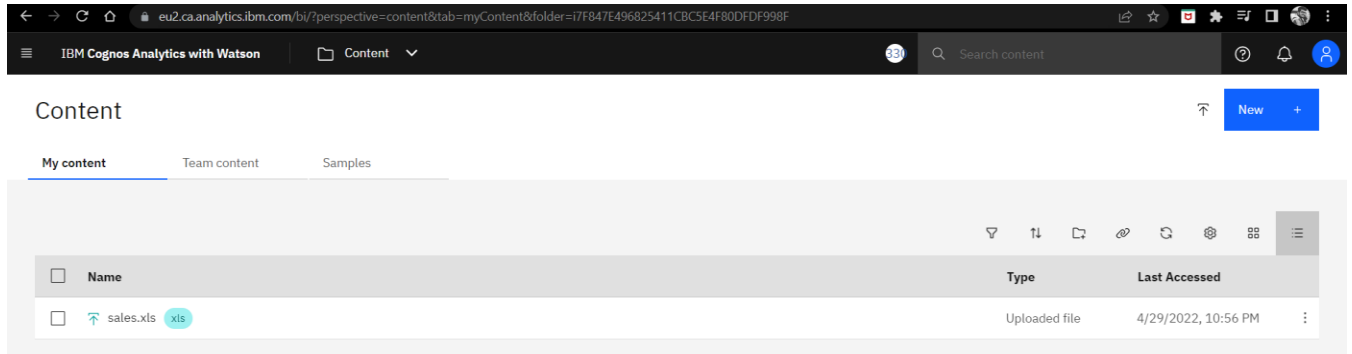 eu2.ca.analytics.ibm.com/bi/?perspective=content&tab=myContent&folder=i7F847E496825411CBC5E4F80DFDF998F
IBM Cognos Analytics with Watson Content 330 Search content
Content New +
My content Team content Samples
Name Type Last Accessed
sales.xls xls Uploaded file 4/29/2022, 10:56 PM